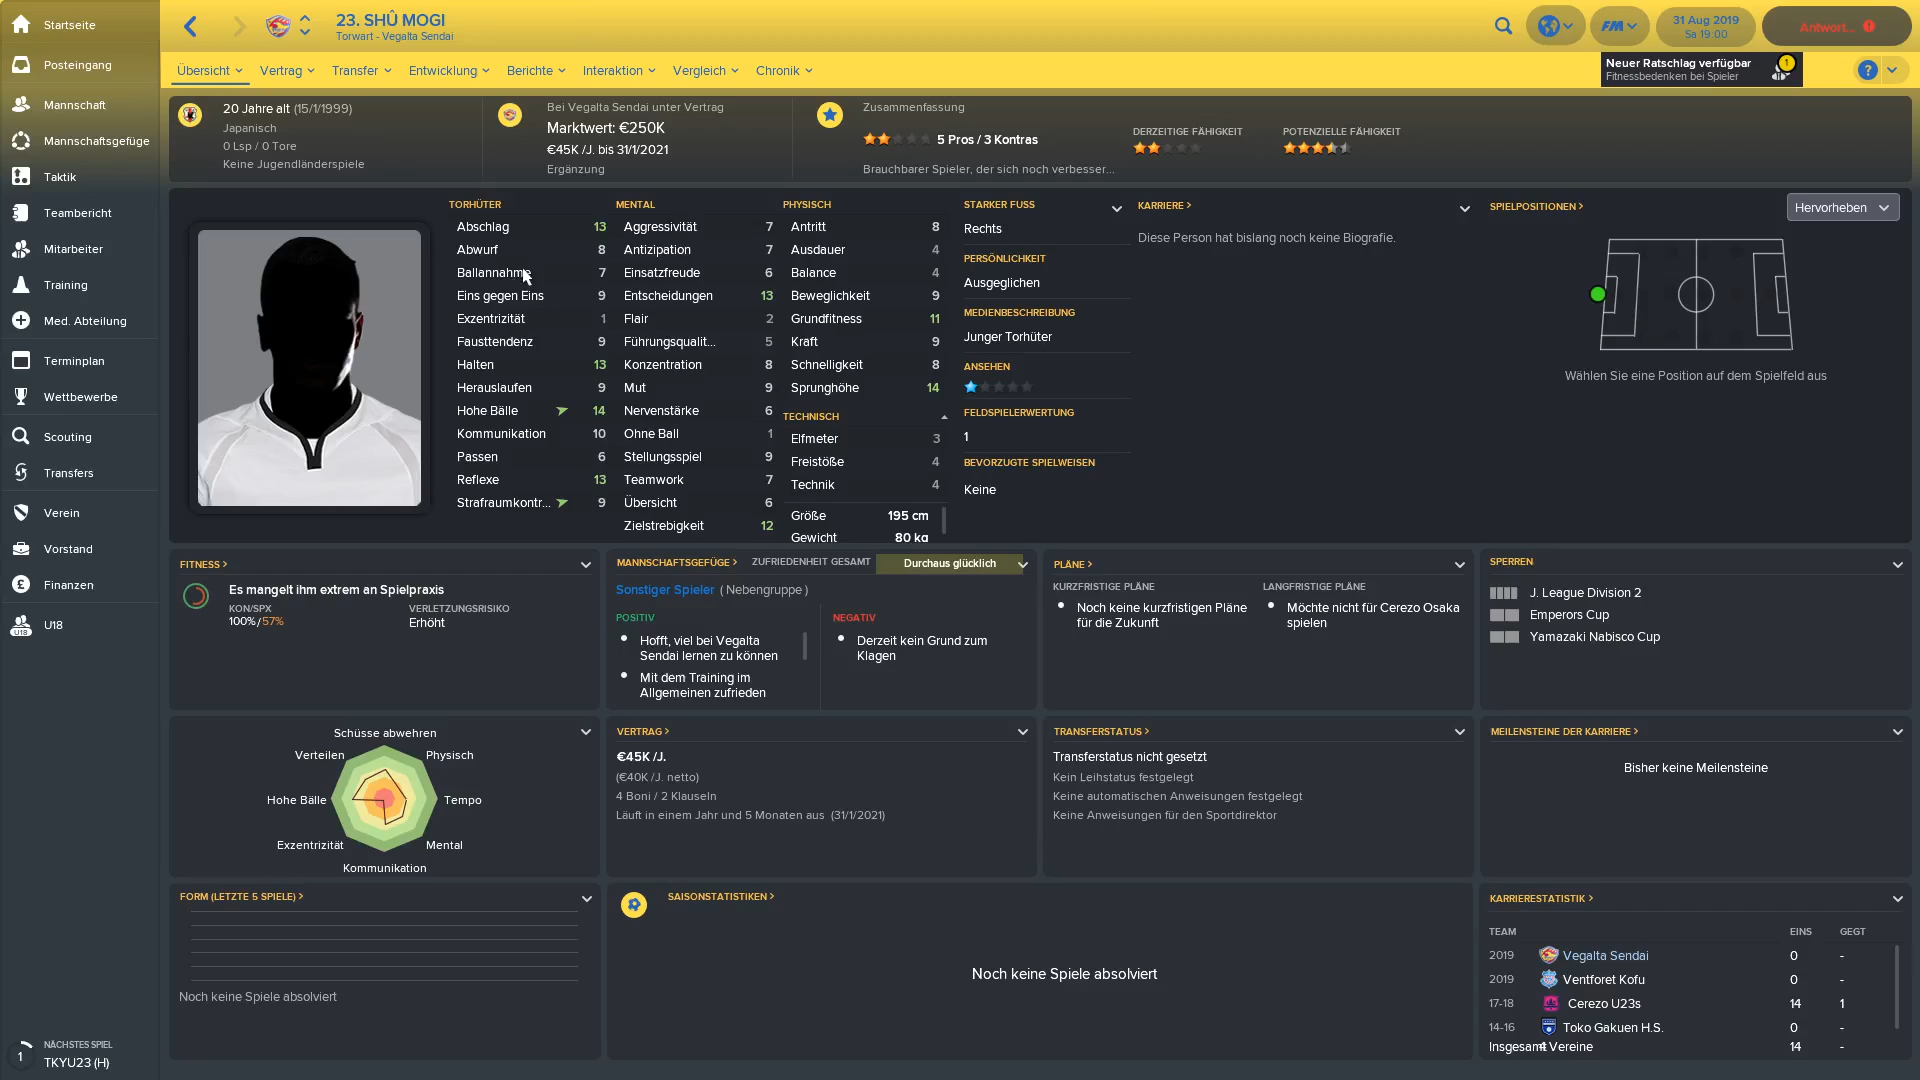 Startseite
Posteingang
Mannschaft
Mannschaftsgefüge
Taktik
Teambericht
Mitarbeiter
Training
Med. Abteilung
Terminplan
Wettbewerbe
Scouting
Transfers
Verein
Vorstand
Finanzen
U18
U18
1
NÄCHSTES SPIEL
TKYU23 (H)
23. SHÛ MOGI
Torwart - Vegalta Sendai
FM
31 Aug 2019
Sa 19:00
Antwort...
Übersicht
Vertrag
Transfer
Entwicklung
Berichte
Interaktion
Vergleich
Chronik
Neuer Ratschlag verfügbar
Fitnessbedenken bei Spieler
1
?
20 Jahre alt (15/1/1999)
Japanisch
0 Lsp / 0 Tore
Keine Jugendländerspiele
Bei Vegalta Sendai unter Vertrag
Marktwert: €250K
€45K /J. bis 31/1/2021
Ergänzung
Zusammenfassung
5 Pros / 3 Kontras
Brauchbarer Spieler, der sich noch verbesser...
DERZEITIGE FÄHIGKEIT
POTENZIELLE FÄHIGKEIT
TORHÜTER
Abschlag 13
Abwurf 8
Ballannahme 7
Eins gegen Eins 9
Exzentrizität 1
Fausttendenz 9
Halten 13
Herauslaufen 9
Hohe Bälle 14
Kommunikation 10
Passen 6
Reflexe 13
Strafraumkontr... 9
MENTAL
Aggressivität 7
Antizipation 7
Einsatzfreude 6
Entscheidungen 13
Flair 2
Führungsqualit... 5
Konzentration 8
Mut 9
Nervenstärke 6
Ohne Ball 1
Stellungsspiel 9
Teamwork 7
Übersicht 6
Zielstrebigkeit 12
PHYSISCH
Antritt 8
Ausdauer 4
Balance 4
Beweglichkeit 9
Grundfitness 11
Kraft 9
Schnelligkeit 8
Sprunghöhe 14
TECHNISCH
Elfmeter 3
Freistöße 4
Technik 4
Größe 195 cm
Gewicht 80 kg
STARKER FUSS
Rechts
PERSÖNLICHKEIT
Ausgeglichen
MEDIENBESCHREIBUNG
Junger Torhüter
ANSEHEN
FELDSPIELERWERTUNG
1
BEVORZUGTE SPIELWEISEN
Keine
KARRIERE >
Diese Person hat bislang noch keine Biografie.
SPIELPOSITIONEN >
Hervorheben
Wählen Sie eine Position auf dem Spielfeld aus
FITNESS >
Es mangelt ihm extrem an Spielpraxis
KON/SPX
100%/57%
VERLETZUNGSRISIKO
Erhöht
MANNSCHAFTSGEFÜGE >
ZUFRIEDENHEIT GESAMT
Durchaus glücklich
Sonstiger Spieler ( Nebengruppe )
POSITIV
Hofft, viel bei Vegalta
Sendai lernen zu können
Mit dem Training im
Allgemeinen zufrieden
NEGATIV
Derzeit kein Grund zum
Klagen
PLÄNE >
KURZFRISTIGE PLÄNE
Noch keine kurzfristigen Pläne
für die Zukunft
LANGFRISTIGE PLÄNE
Möchte nicht für Cerezo Osaka
spielen
SPERREN
J. League Division 2
Emperors Cup
Yamazaki Nabisco Cup
Schüsse abwehren
Verteilen
Physisch
Hohe Bälle
Tempo
Exzentrizität
Mental
Kommunikation
VERTRAG >
€45K /J.
(€40K /J. netto)
4 Boni / 2 Klauseln
Läuft in einem Jahr und 5 Monaten aus (31/1/2021)
TRANSFERSTATUS >
Transferstatus nicht gesetzt
Kein Leihstatus festgelegt
Keine automatischen Anweisungen festgelegt
Keine Anweisungen für den Sportdirektor
MEILENSTEINE DER KARRIERE >
Bisher keine Meilensteine
FORM (LETZTE 5 SPIELE) >
Noch keine Spiele absolviert
SAISONSTATISTIKEN >
Noch keine Spiele absolviert
KARRIERESTATISTIK >
TEAM EINS GEGT
2019 Vegalta Sendai 0 -
2019 Ventforet Kofu 0 -
17-18 Cerezo U23s 14 1
14-16 Toko Gakuen H.S. 0 -
Insgesamt 4 Vereine 14 -